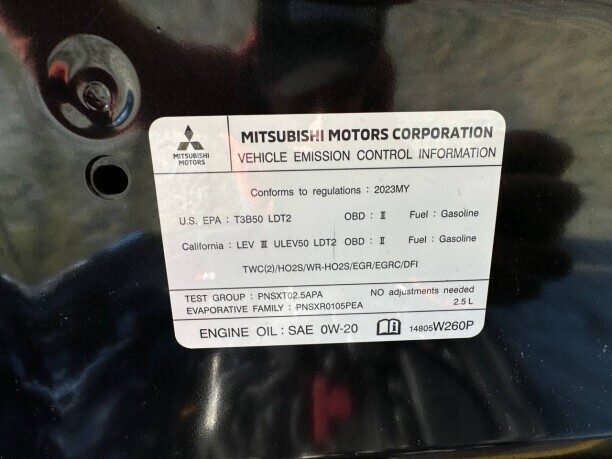 MITSUBISHI
MOTORS
MITSUBISHI MOTORS CORPORATION
VEHICLE EMISSION CONTROL INFORMATION
Conforms to regulations : 2023MY
U.S. EPA : T3B50 LDT2 OBD : Ⅱ Fuel : Gasoline
California : LEV Ⅲ ULEV50 LDT2 OBD : Ⅱ Fuel : Gasoline
TWC(2)/HO2S/WR-HO2S/EGR/EGRC/DFI
TEST GROUP : PNSXT02.5APA NO adjustments needed
EVAPORATIVE FAMILY : PNSXR0105PEA 2.5 L
ENGINE OIL : SAE 0W-20 14805W260P